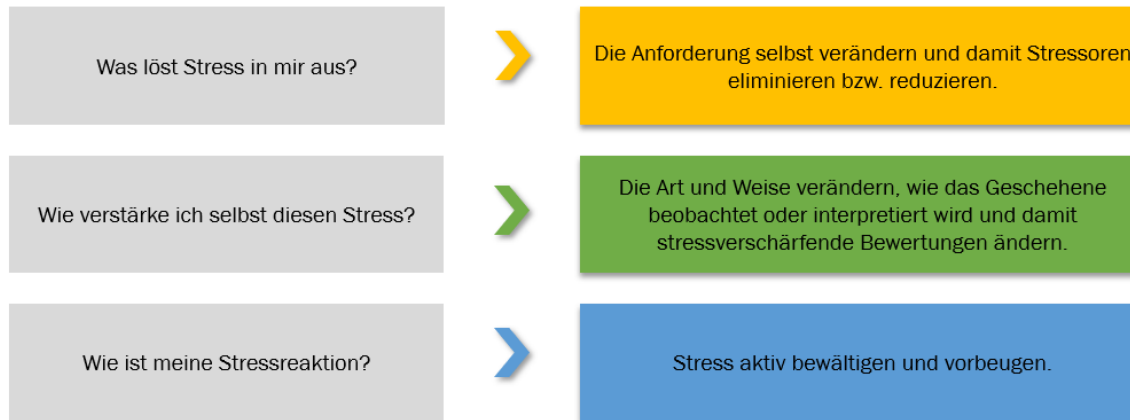 Was löst Stress in mir aus?
Die Anforderung selbst verändern und damit Stressoren
eliminieren bzw. reduzieren.
Wie verstärke ich selbst diesen Stress?
Die Art und Weise verändern, wie das Geschehene
beobachtet oder interpretiert wird und damit
stressverschärfende Bewertungen ändern.
Wie ist meine Stressreaktion?
Stress aktiv bewältigen und vorbeugen.